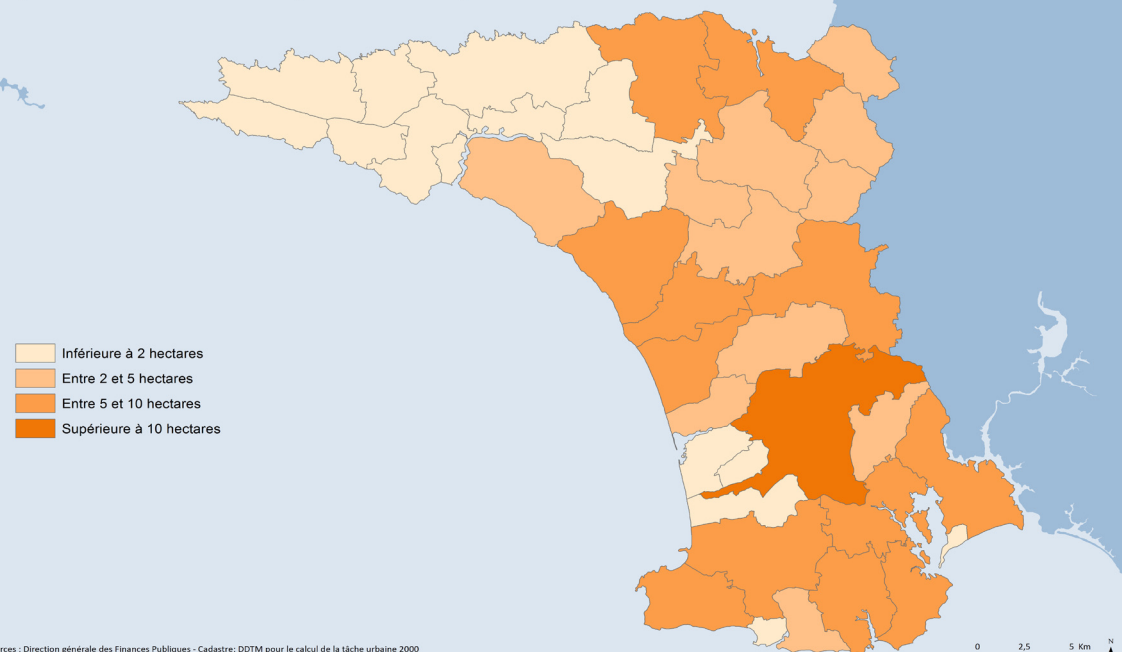 Inférieure à 2 hectares
Entre 2 et 5 hectares
Entre 5 et 10 hectares
Supérieure à 10 hectares
rces : Direction générale des Finances Publiques - Cadastre; DDTM pour le calcul de la tâche urbaine 2000
0 2,5 5 Km
N